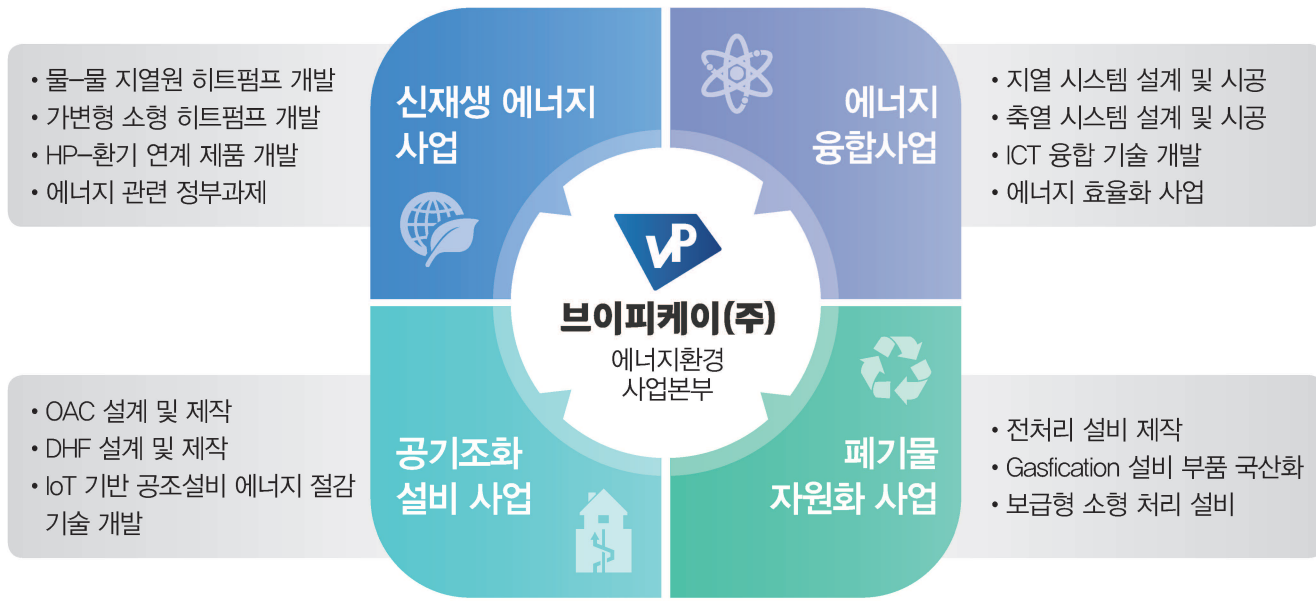 • 물-물 지열원 히트펌프 개발
• 가변형 소형 히트펌프 개발
• HP-환기 연계 제품 개발
• 에너지 관련 정부과제
신재생 에너지
사업
에너지
융합사업
• 지열 시스템 설계 및 시공
• 축열 시스템 설계 및 시공
• ICT 융합 기술 개발
• 에너지 효율화 사업
VP
브이피케이(주)
에너지환경
사업본부
• OAC 설계 및 제작
• DHF 설계 및 제작
• IoT 기반 공조설비 에너지 절감
기술 개발
공기조화
설비 사업
폐기물
자원화 사업
• 전처리 설비 제작
• Gasfication 설비 부품 국산화
• 보급형 소형 처리 설비